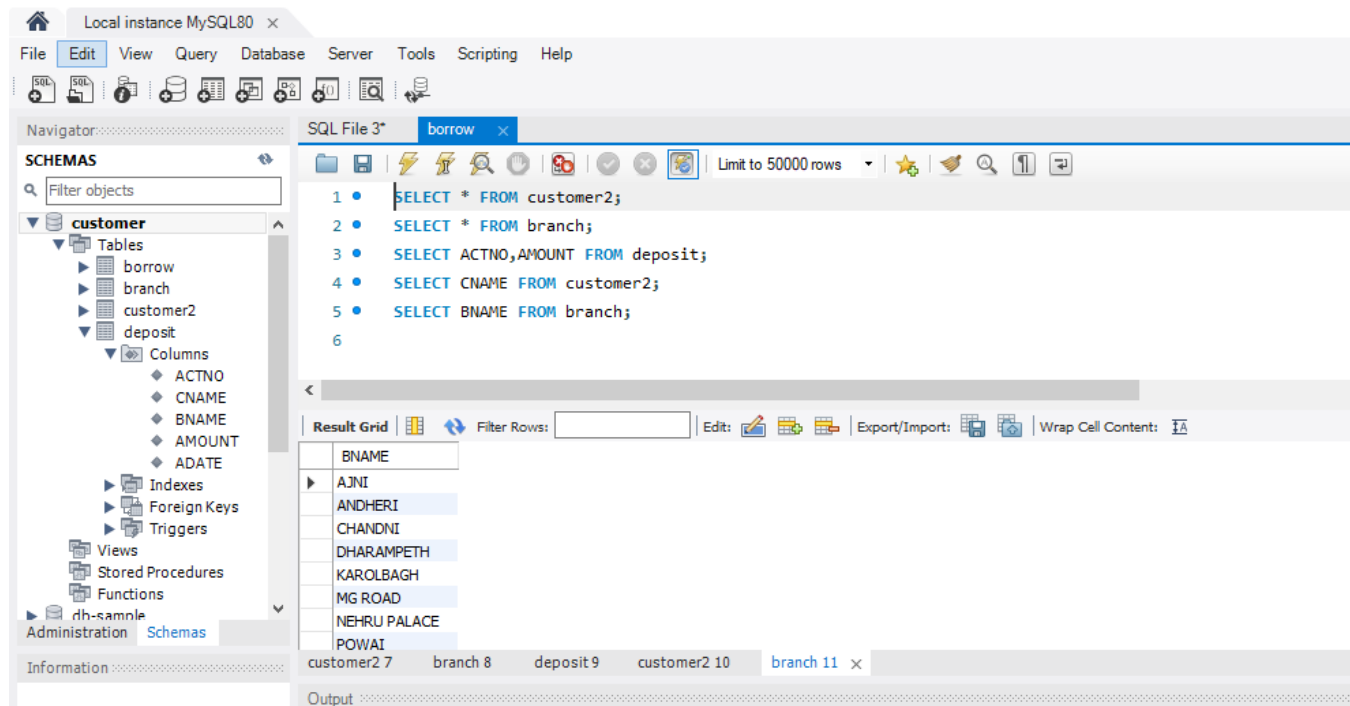 Local instance MySQL80 ×
File Edit View Query Database Server Tools Scripting Help
Navigator
SCHEMAS
Filter objects
customer
Tables
borrow
branch
customer2
deposit
Columns
ACTNO
CNAME
BNAME
AMOUNT
ADATE
Indexes
Foreign Keys
Triggers
Views
Stored Procedures
Functions
db-sample
Administration Schemas
Information
SQL File 3* borrow ×
Limit to 50000 rows
1 SELECT * FROM customer2;
2 SELECT * FROM branch;
3 SELECT ACTNO,AMOUNT FROM deposit;
4 SELECT CNAME FROM customer2;
5 SELECT BNAME FROM branch;
6
Result Grid Filter Rows: Edit: Export/Import: Wrap Cell Content: IA
BNAME
AJNI
ANDHERI
CHANDNI
DHARAMPETH
KAROLBAGH
MG ROAD
NEHRU PALACE
POWAI
customer2 7 branch 8 deposit 9 customer2 10 branch 11 ×
Output